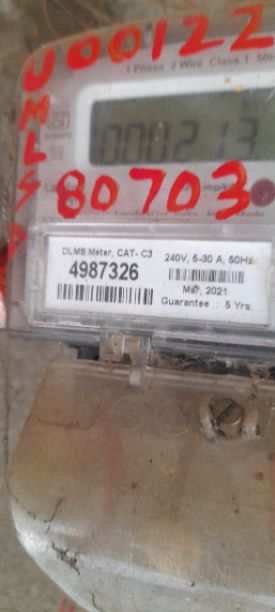 U00122
1 Phase 2 Wire Class 1
000213
UMLSP
80703
DLMS Meter, CAT- C3
4987326
240V, 5-30 A, 50Hz
Mar, 2021
Guarantee : 5 Yrs.